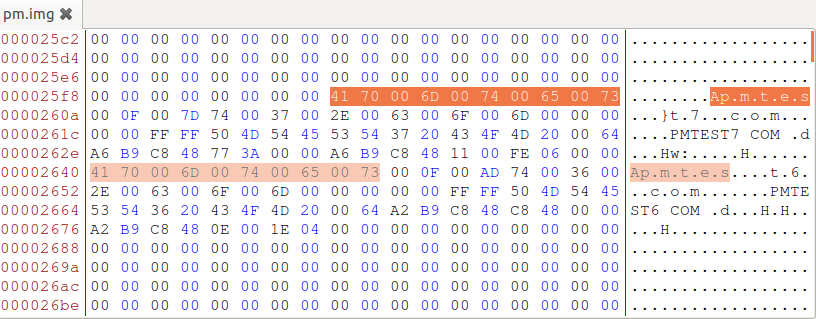 pm.img ✖
000025c2 00 00 00 00 00 00 00 00 00 00 00 00 00 00 00 00 00 00 ..................
000025d4 00 00 00 00 00 00 00 00 00 00 00 00 00 00 00 00 00 00 ..................
000025e6 00 00 00 00 00 00 00 00 00 00 00 00 00 00 00 00 00 00 ..................
000025f8 00 00 00 00 00 00 00 00 41 70 00 6D 00 74 00 65 00 73 ........Ap.m.t.e.s
0000260a 00 0F 00 7D 74 00 37 00 2E 00 63 00 6F 00 6D 00 00 00 ...}t.7...c.o.m...
0000261c 00 00 FF FF 50 4D 54 45 53 54 37 20 43 4F 4D 20 00 64 ....PMTEST7 COM .d
0000262e A6 B9 C8 48 77 3A 00 00 A6 B9 C8 48 11 00 FE 06 00 00 ...Hw:.....H......
00002640 41 70 00 6D 00 74 00 65 00 73 00 0F 00 AD 74 00 36 00 Ap.m.t.e.s....t.6.
00002652 2E 00 63 00 6F 00 6D 00 00 00 00 00 FF FF 50 4D 54 45 ..c.o.m.......PMTE
00002664 53 54 36 20 43 4F 4D 20 00 64 A2 B9 C8 48 C8 48 00 00 ST6 COM .d...H.H..
00002676 A2 B9 C8 48 0E 00 1E 04 00 00 00 00 00 00 00 00 00 00 ...H..............
00002688 00 00 00 00 00 00 00 00 00 00 00 00 00 00 00 00 00 00 ..................
0000269a 00 00 00 00 00 00 00 00 00 00 00 00 00 00 00 00 00 00 ..................
000026ac 00 00 00 00 00 00 00 00 00 00 00 00 00 00 00 00 00 00 ..................
000026be 00 00 00 00 00 00 00 00 00 00 00 00 00 00 00 00 00 00 ..................